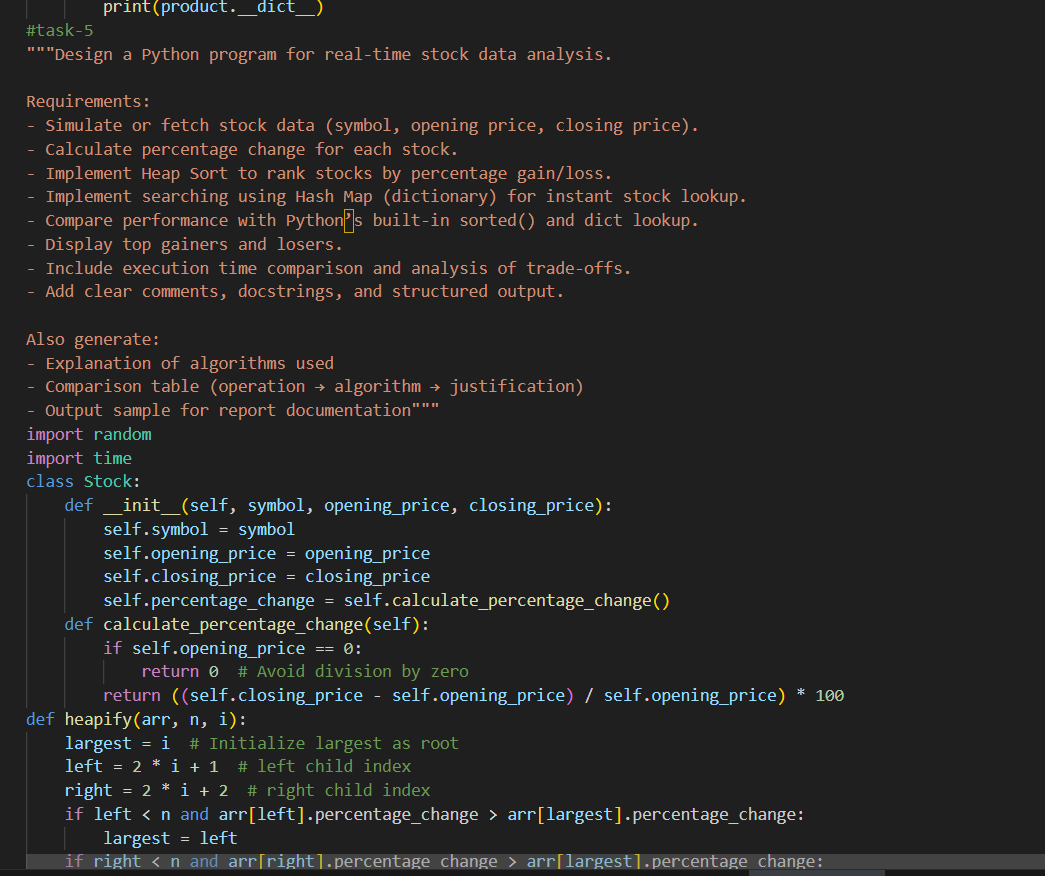 print(product.__dict__)
#task-5
"""Design a Python program for real-time stock data analysis.
Requirements:
- Simulate or fetch stock data (symbol, opening price, closing price).
- Calculate percentage change for each stock.
- Implement Heap Sort to rank stocks by percentage gain/loss.
- Implement searching using Hash Map (dictionary) for instant stock lookup.
- Compare performance with Python’s built-in sorted() and dict lookup.
- Display top gainers and losers.
- Include execution time comparison and analysis of trade-offs.
- Add clear comments, docstrings, and structured output.
Also generate:
- Explanation of algorithms used
- Comparison table (operation → algorithm → justification)
- Output sample for report documentation"""
import random
import time
class Stock:
    def __init__(self, symbol, opening_price, closing_price):
        self.symbol = symbol
        self.opening_price = opening_price
        self.closing_price = closing_price
        self.percentage_change = self.calculate_percentage_change()
    def calculate_percentage_change(self):
        if self.opening_price == 0:
            return 0  # Avoid division by zero
        return ((self.closing_price - self.opening_price) / self.opening_price) * 100
def heapify(arr, n, i):
    largest = i  # Initialize largest as root
    left = 2 * i + 1  # left child index
    right = 2 * i + 2  # right child index
    if left < n and arr[left].percentage_change > arr[largest].percentage_change:
        largest = left
    if right < n and arr[right].percentage_change > arr[largest].percentage_change: